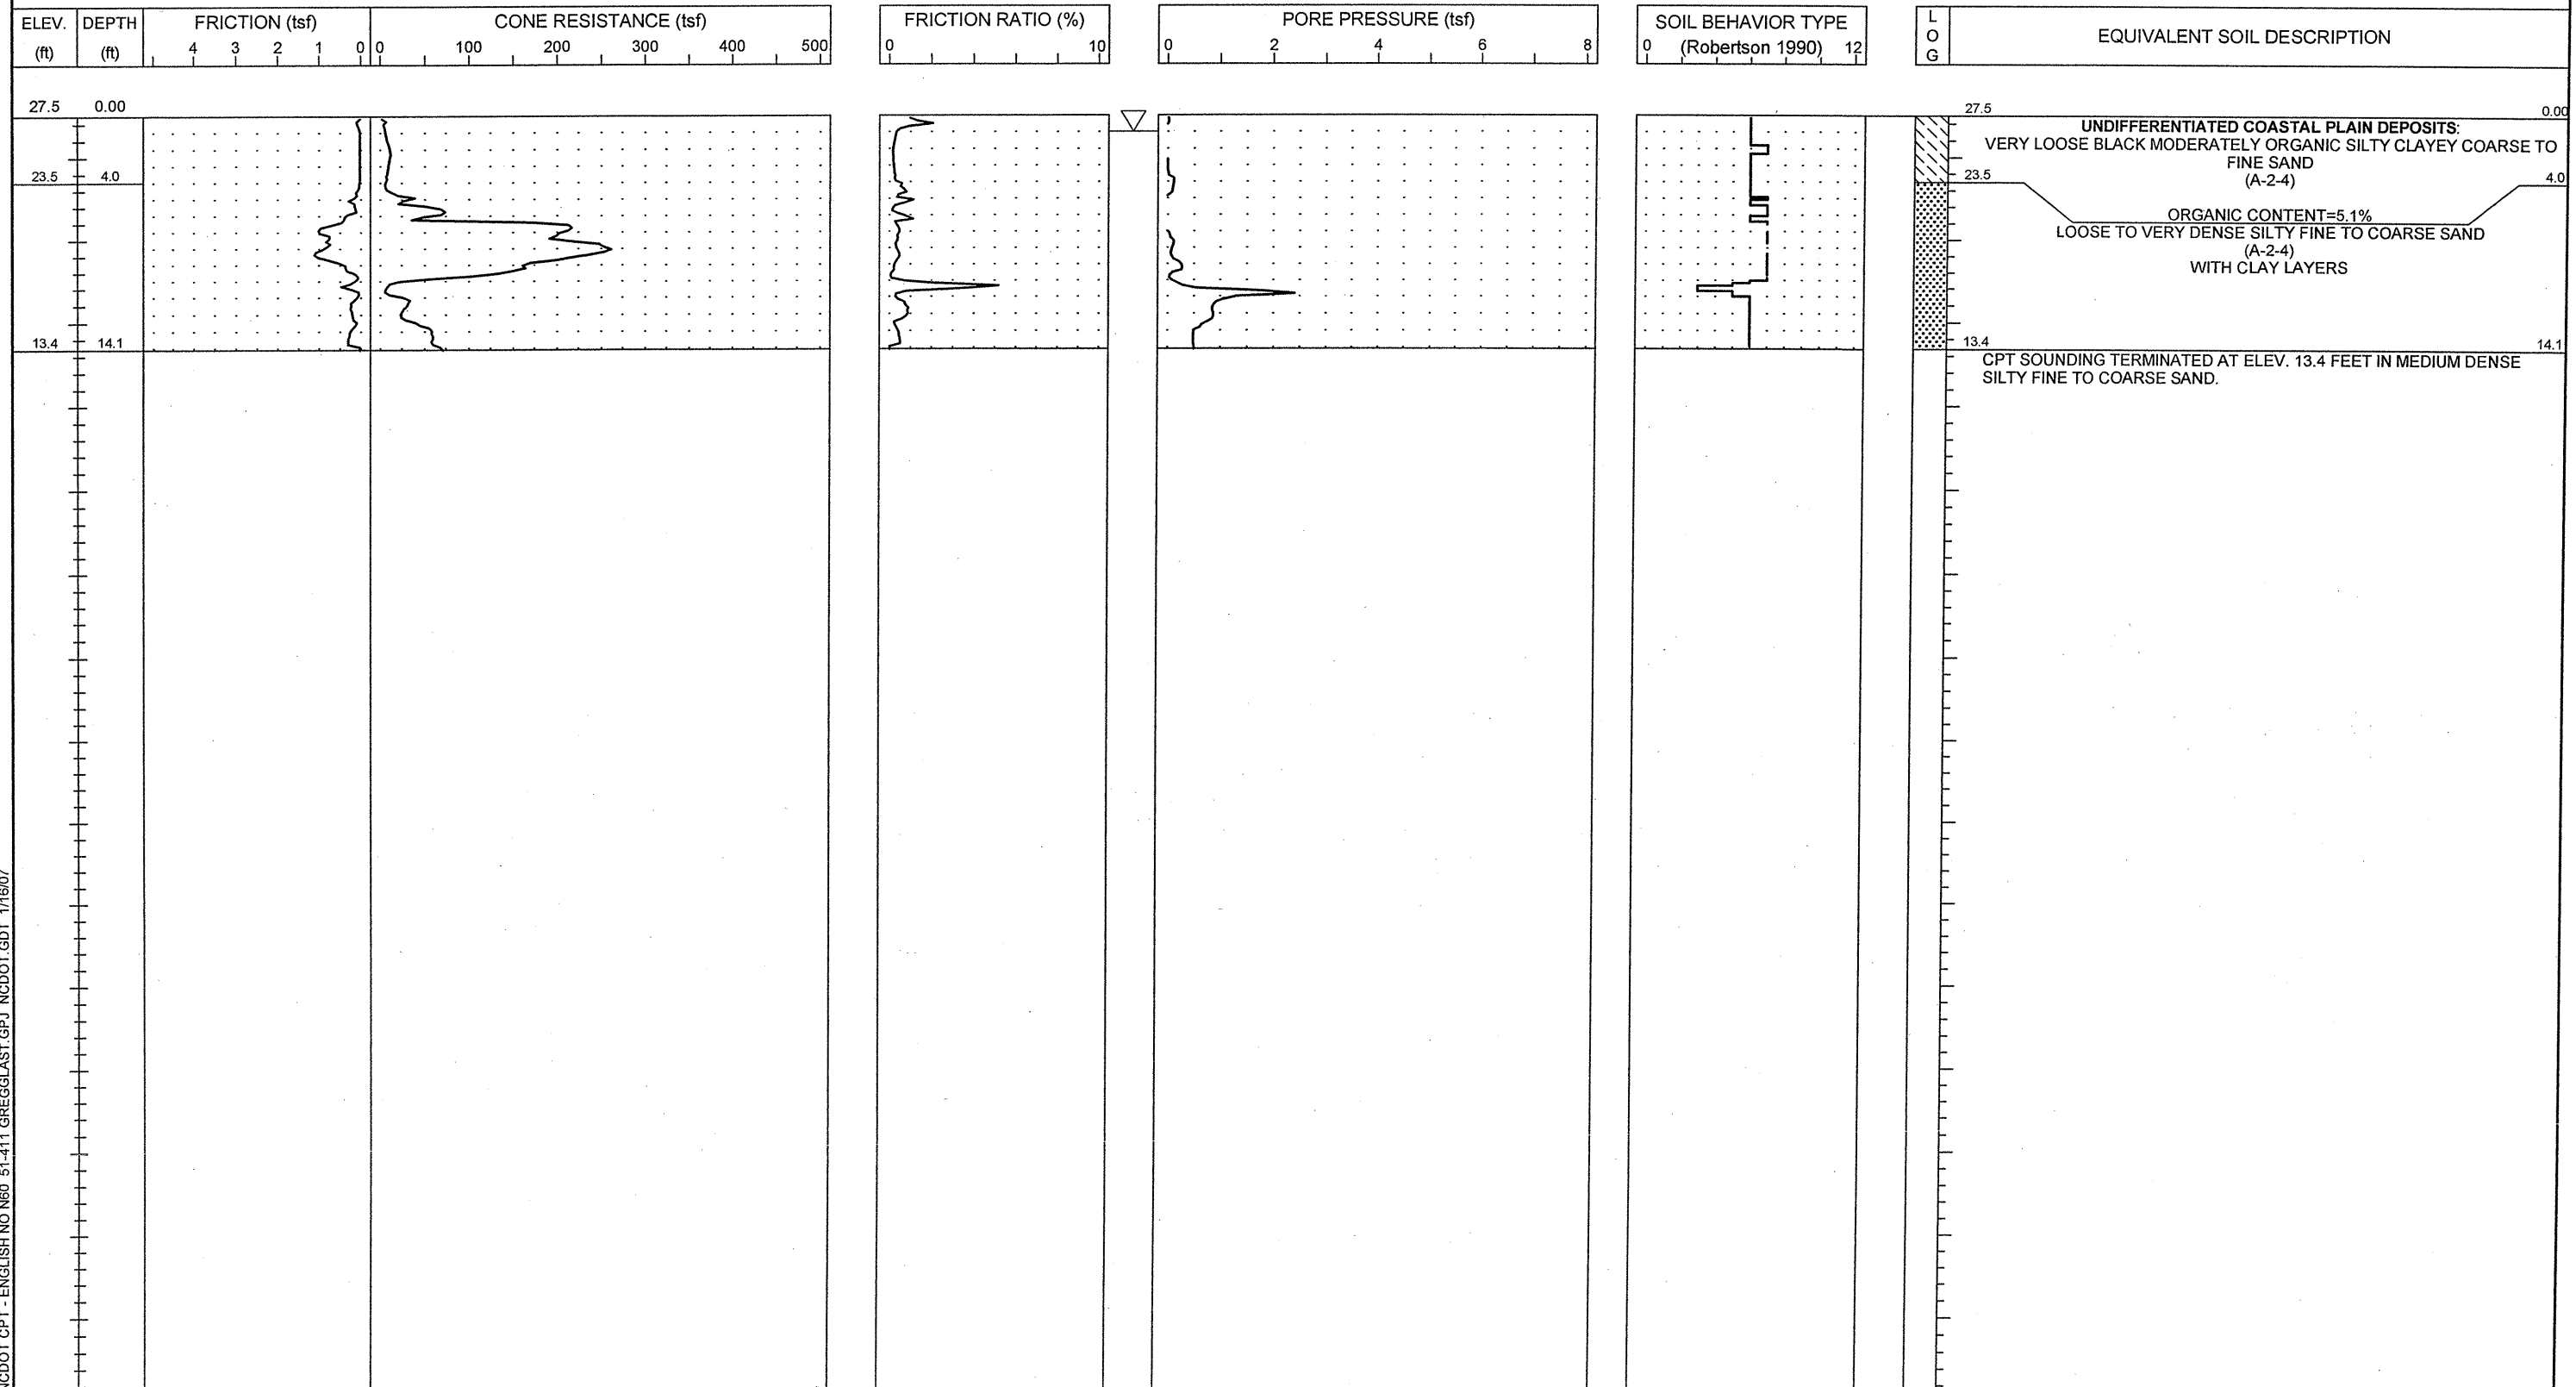 ELEV. (ft)
DEPTH (ft)
FRICTION (tsf)
4 3 2 1 0
CONE RESISTANCE (tsf)
0 100 200 300 400 500
FRICTION RATIO (%)
0 10
PORE PRESSURE (tsf)
0 2 4 6 8
SOIL BEHAVIOR TYPE
(Robertson 1990)
0 12
LOG
EQUIVALENT SOIL DESCRIPTION
27.5 0.00
23.5 4.0
13.4 14.1
27.5 0.00
UNDIFFERENTIATED COASTAL PLAIN DEPOSITS:
VERY LOOSE BLACK MODERATELY ORGANIC SILTY CLAYEY COARSE TO
FINE SAND
(A-2-4)
23.5 4.0
ORGANIC CONTENT=5.1%
LOOSE TO VERY DENSE SILTY FINE TO COARSE SAND
(A-2-4)
WITH CLAY LAYERS
13.4 14.1
CPT SOUNDING TERMINATED AT ELEV. 13.4 FEET IN MEDIUM DENSE
SILTY FINE TO COARSE SAND.
NCDOT CPT - ENGLISH NO N60 51-411 GREGGLAST.GPJ NCDOT.GDT 1/16/07